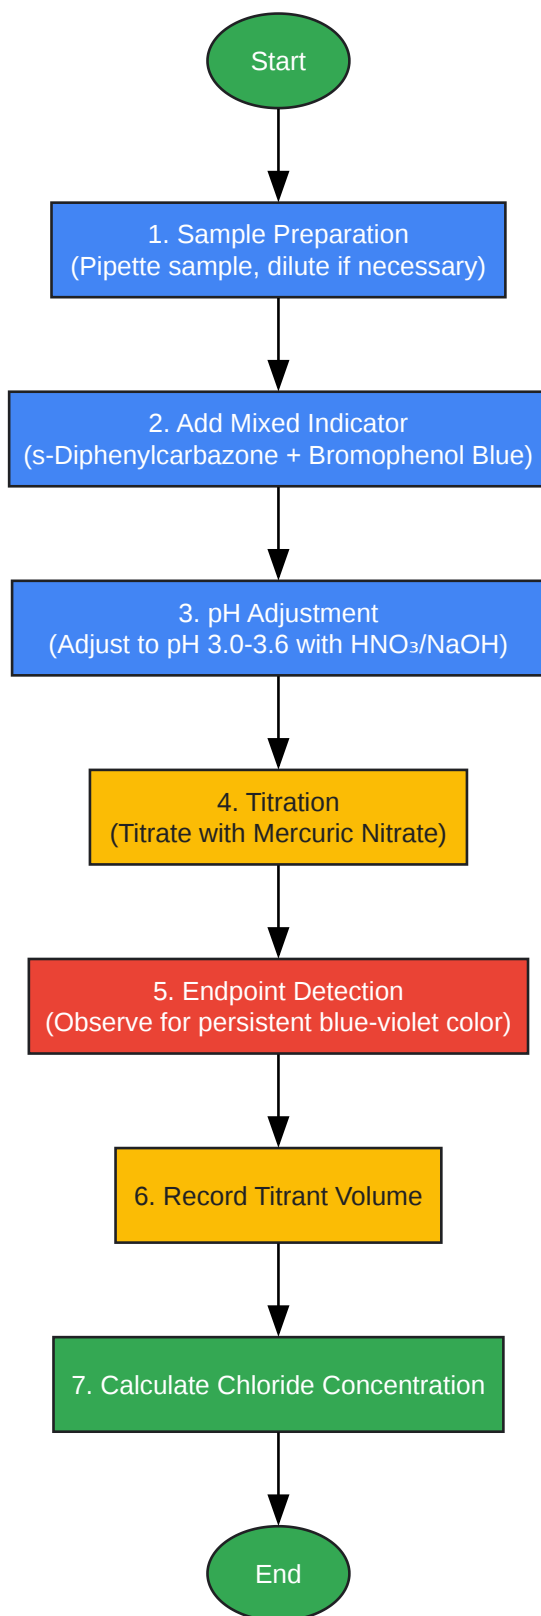 Start
1. Sample Preparation
(Pipette sample, dilute if necessary)
2. Add Mixed Indicator
(s-Diphenylcarbazone + Bromophenol Blue)
3. pH Adjustment
(Adjust to pH 3.0-3.6 with HNO₃/NaOH)
4. Titration
(Titrate with Mercuric Nitrate)
5. Endpoint Detection
(Observe for persistent blue-violet color)
6. Record Titrant Volume
7. Calculate Chloride Concentration
End